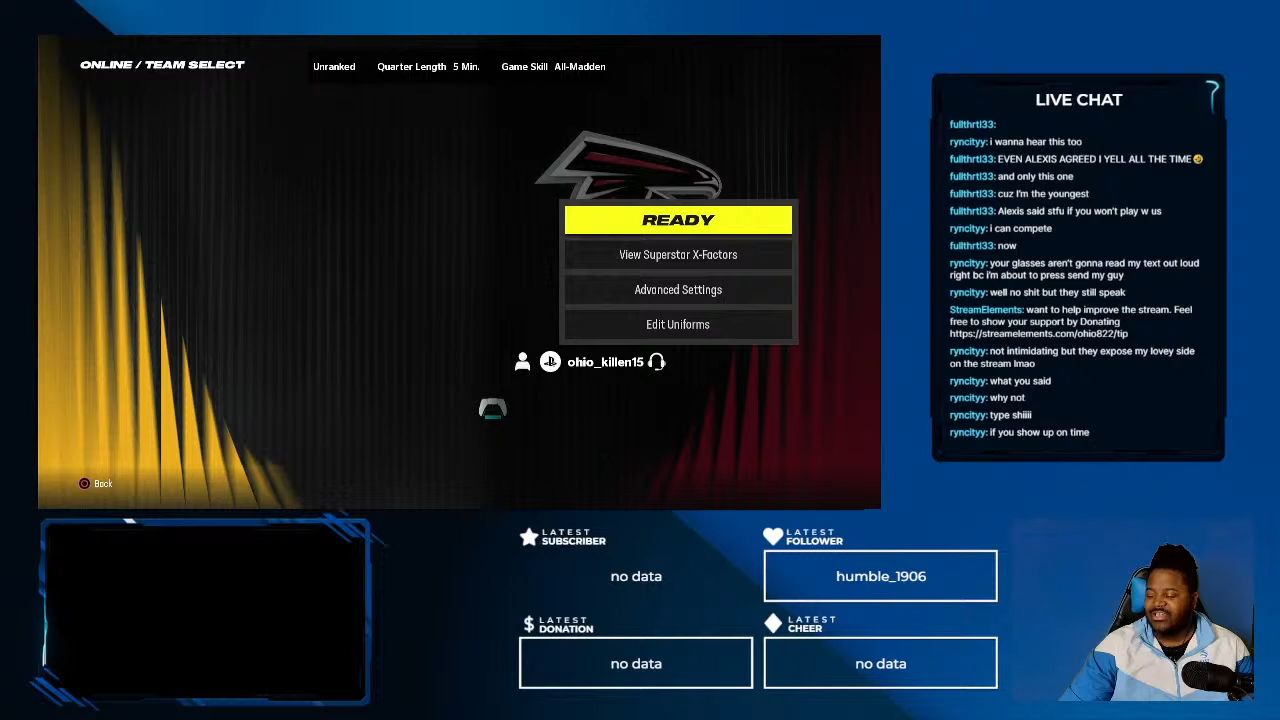 ONLINE / TEAM SELECT
Unranked Quarter Length 5 Min. Game Skill All-Madden
READY
View Superstar X-Factors
Advanced Settings
Edit Uniforms
ohio_killen15
Back
LIVE CHAT
fullthrtl33:
ryncityy: i wanna hear this too
fullthrtl33: EVEN ALEXIS AGREED I YELL ALL THE TIME
fullthrtl33: and only this one
fullthrtl33: cuz I'm the youngest
fullthrtl33: Alexis said stfu if you won't play w us
ryncityy: i can compete
fullthrtl33: now
ryncityy: your glasses aren't gonna read my text out loud
right bc i'm about to press send my guy
ryncityy: well no shit but they still speak
StreamElements: want to help improve the stream. Feel
free to show your support by Donating
https://streamelements.com/ohio822/tip
ryncityy: not intimidating but they expose my lovey side
on the stream lmao
ryncityy: what you said
ryncityy: why not
ryncityy: type shiiii
ryncityy: if you show up on time
LATEST
SUBSCRIBER
no data
LATEST
FOLLOWER
humble_1906
$ LATEST
DONATION
no data
LATEST
CHEER
no data